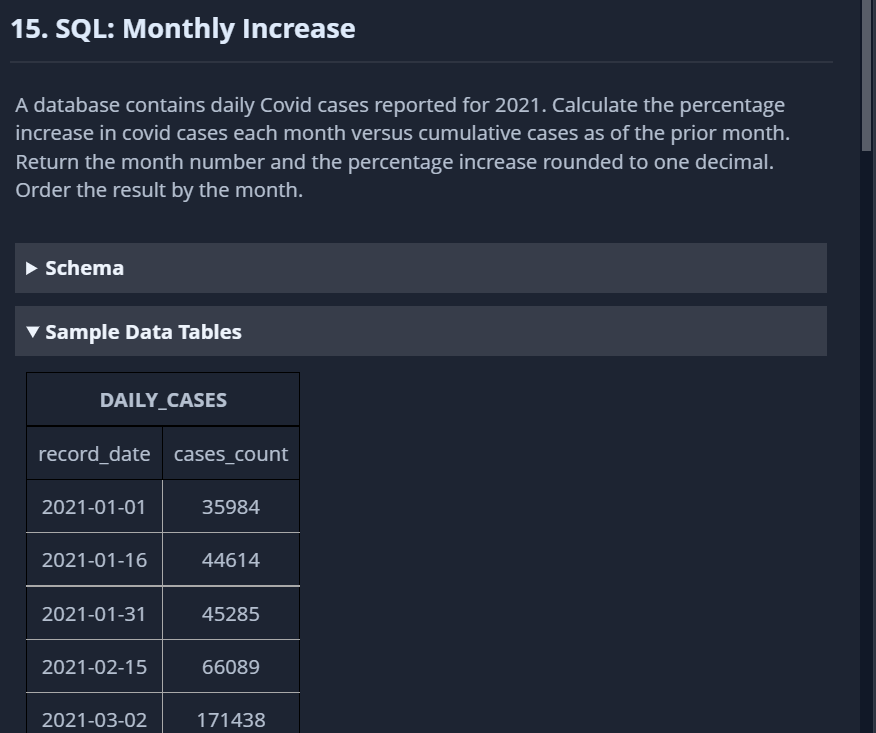 15. SQL: Monthly Increase
A database contains daily Covid cases reported for 2021. Calculate the percentage
increase in covid cases each month versus cumulative cases as of the prior month.
Return the month number and the percentage increase rounded to one decimal.
Order the result by the month.
Schema
Sample Data Tables
DAILY_CASES
record_date cases_count
2021-01-01 35984
2021-01-16 44614
2021-01-31 45285
2021-02-15 66089
2021-03-02 171438